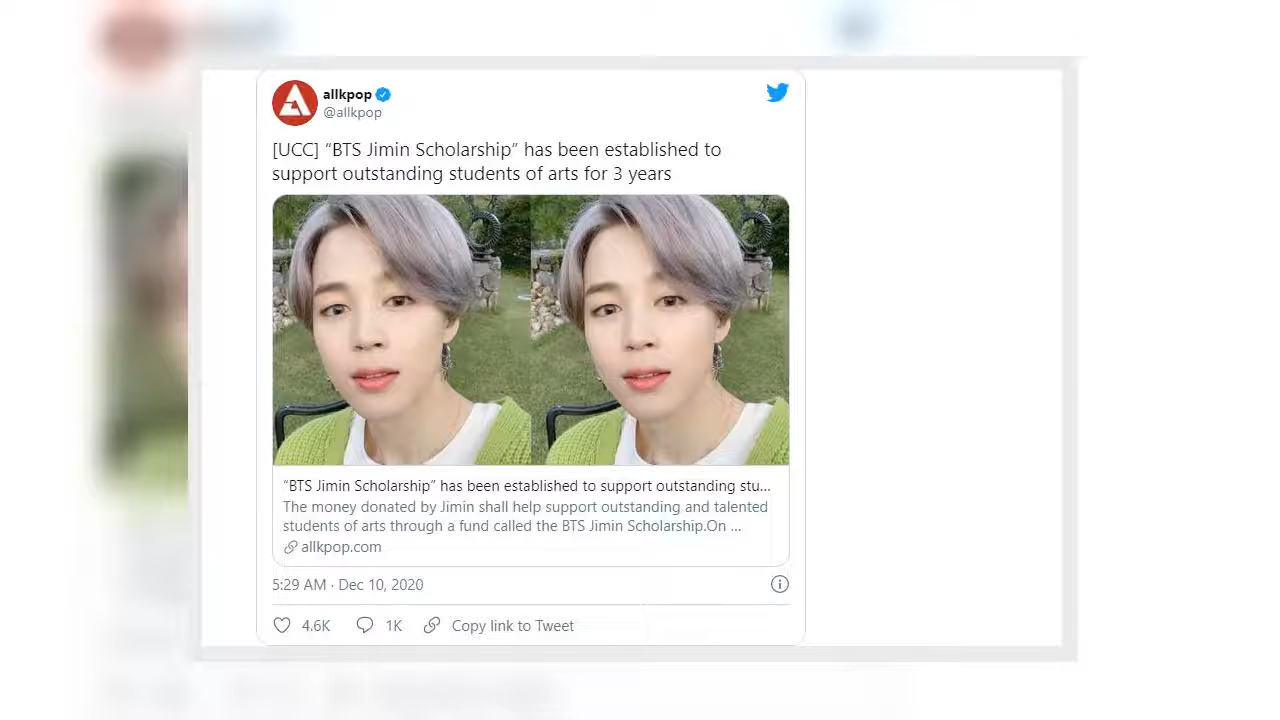 allkpop
@allkpop
[UCC] “BTS Jimin Scholarship” has been established to
support outstanding students of arts for 3 years
“BTS Jimin Scholarship” has been established to support outstanding stu...
The money donated by Jimin shall help support outstanding and talented
students of arts through a fund called the BTS Jimin Scholarship.On ...
allkpop.com
5:29 AM · Dec 10, 2020
4.6K 1K Copy link to Tweet